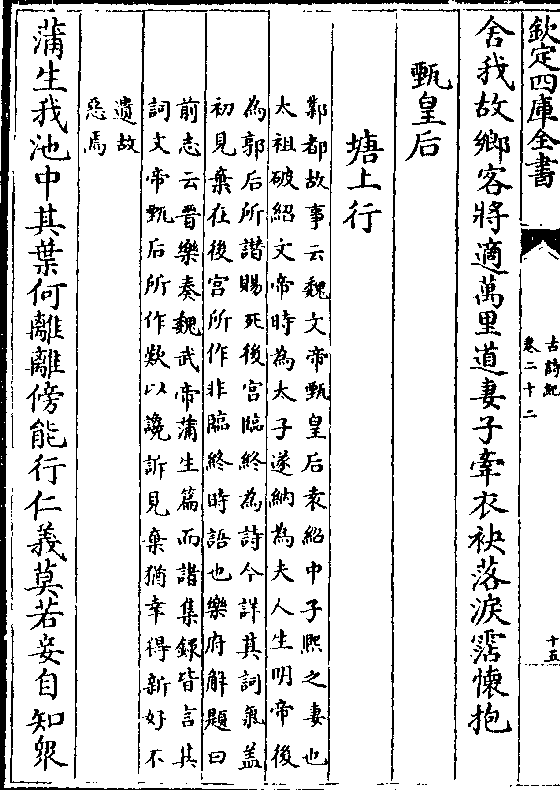 欽定四庫全書
古詩紀
卷二十二
十五
舍我故鄉客將適萬里道妻子牽衣袂落淚霑懷抱
甄皇后
塘上行
鄴都故事云魏文帝甄皇后袁紹中子熙之妻也
太祖破紹文帝時為太子遂納為夫人生明帝後
為郭后所譖賜死後宮臨終為詩今詳其詞氣蓋
初見棄在後宮所作非臨終時語也樂府解題曰
前志云晉樂奏魏武帝蒲生篇而諸集録皆言其
詞文帝甄后所作歎以讒訴見棄猶幸得新好不
遺故
惡焉
蒲生我池中其葉何離離傍能行仁義莫若妾自知衆